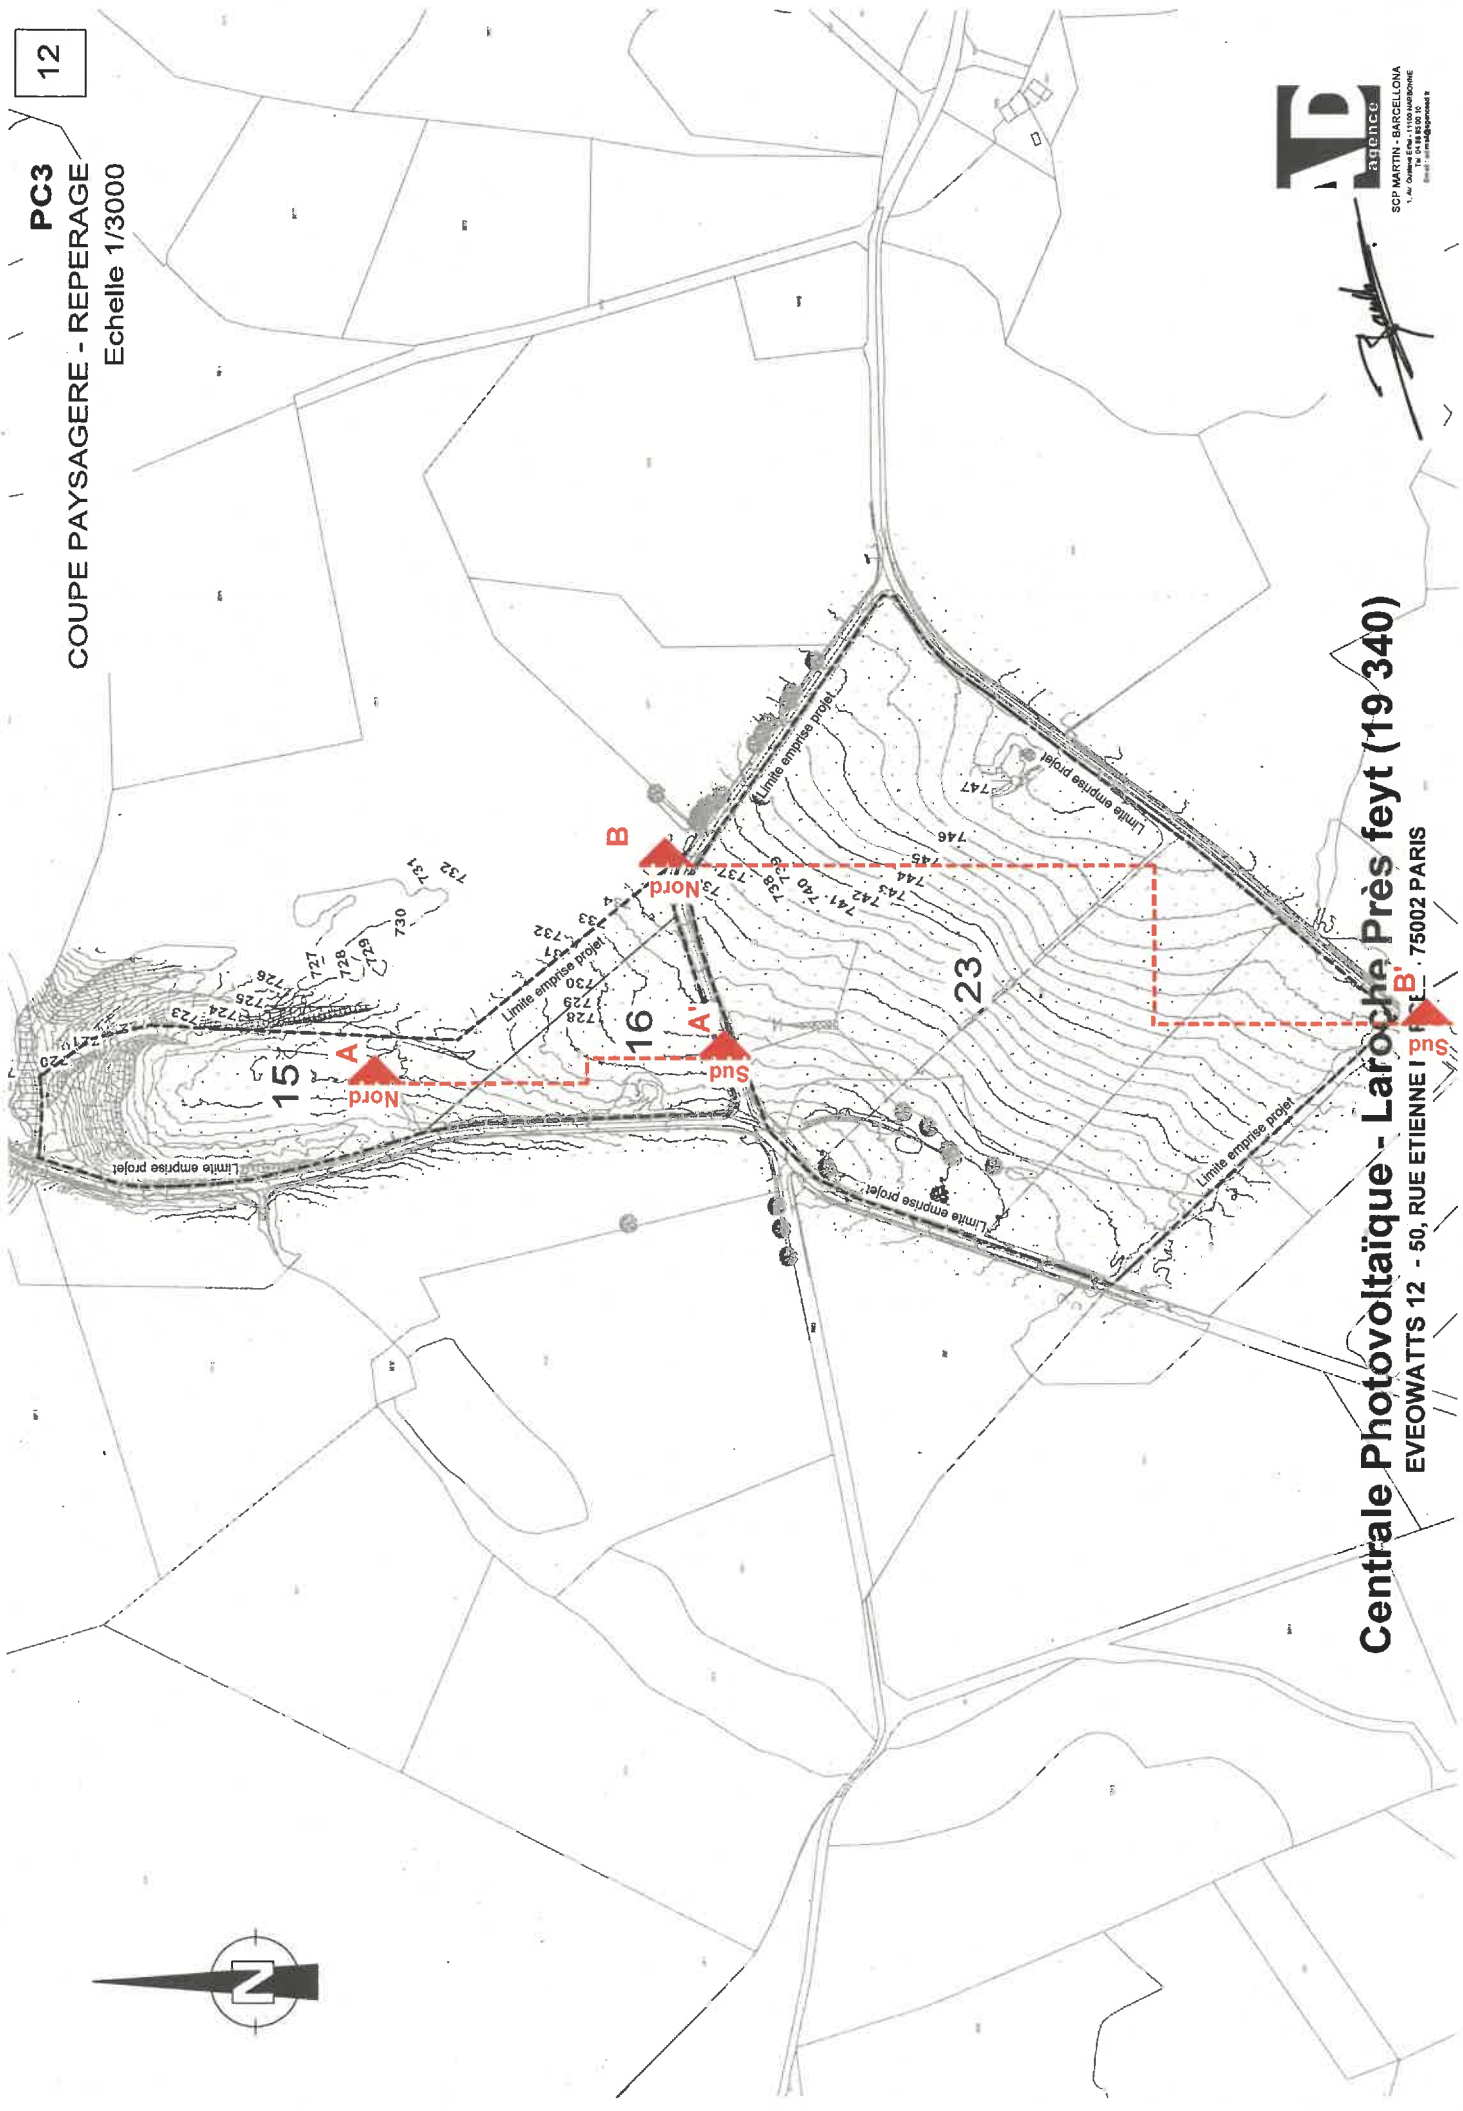 12
PC3
COUPE PAYSAGERE - REPERAGE
Echelle 1/3000
N
Limite emprise projet
15
723
724
725
726
727
728
729
730
731
732
A
Nord
Limite emprise projet
732
730
729
728
16
A'
Sud
B
Nord
Limite emprise projet
737
738
739
740
741
742
743
744
745
746
747
23
Limite emprise projet
Limite emprise projet
Limite emprise projet
B'
Sud
Centrale Photovoltaïque - Laroche Près feyt (19 340)
EVEOWATTS 12 - 50, RUE ETIENNE 75002 PARIS
AD
agence
SCP MARTIN - BARCELLONA